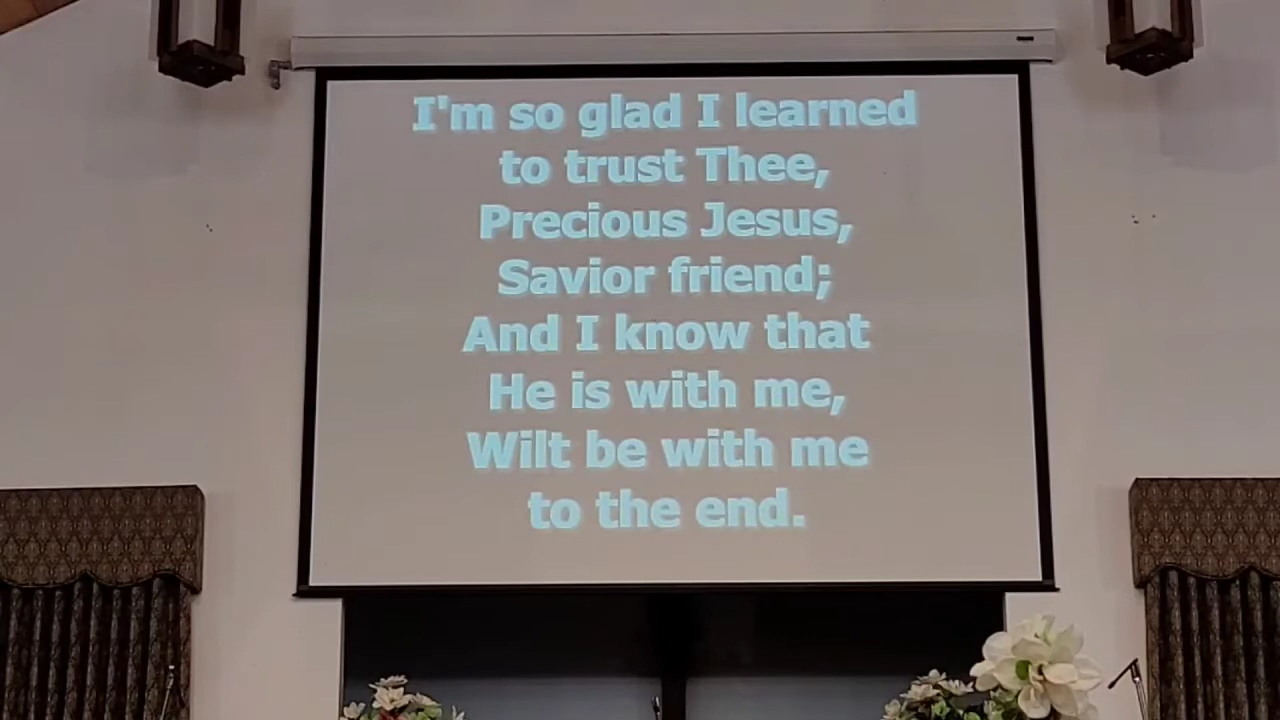 I'm so glad I learned
to trust Thee,
Precious Jesus,
Savior friend;
And I know that
He is with me,
Wilt be with me
to the end.